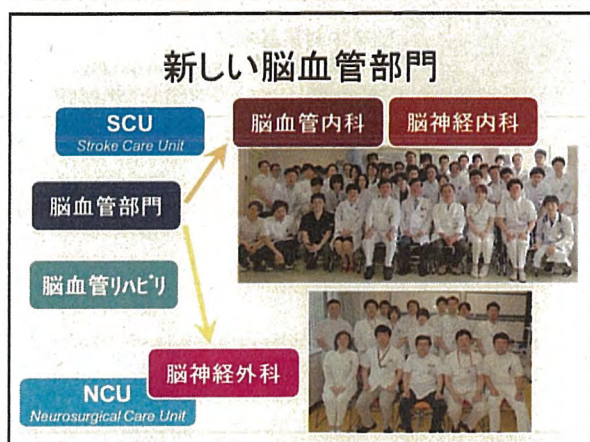 新しい脳血管部門
SCU
Stroke Care Unit
脳血管内科
脳神経内科
脳血管部門
脳血管リハビリ
脳神経外科
NCU
Neurosurgical Care Unit